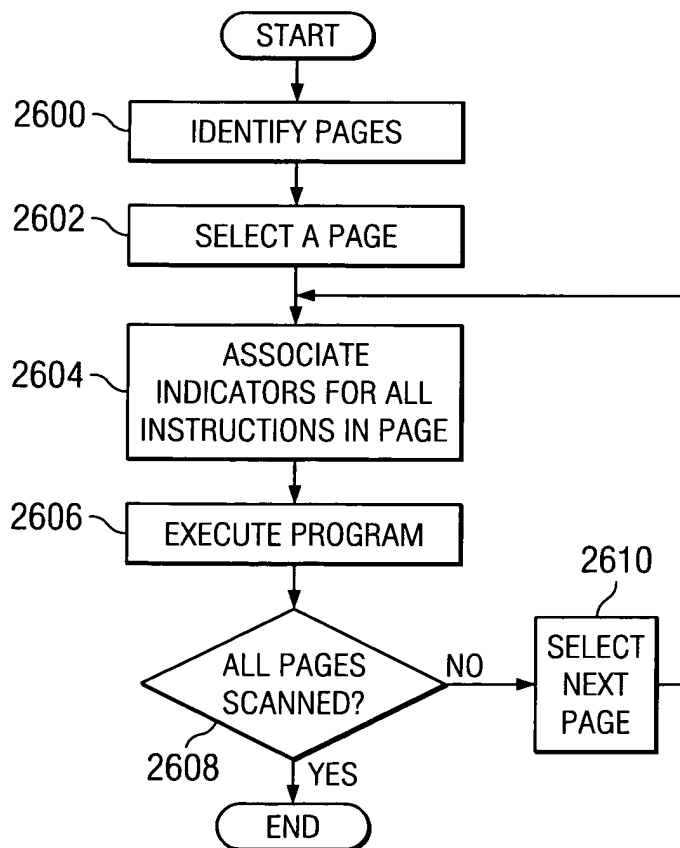 START
2600
IDENTIFY PAGES
2602
SELECT A PAGE
2604
ASSOCIATE
INDICATORS FOR ALL
INSTRUCTIONS IN PAGE
2606
EXECUTE PROGRAM
2610
ALL PAGES
SCANNED?
NO
SELECT
NEXT
PAGE
2608
YES
END